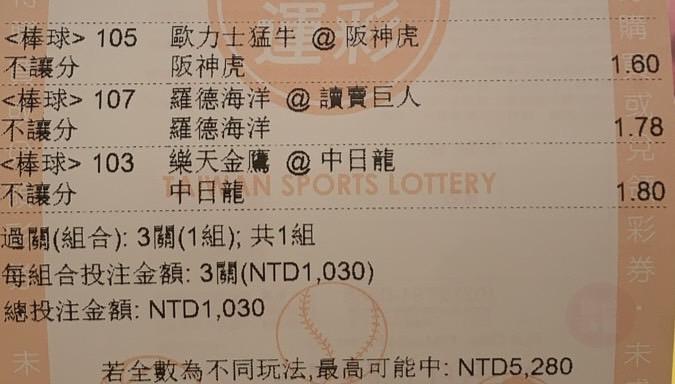 運彩
<棒球> 105 歐力士猛牛 @ 阪神虎
不讓分 阪神虎 1.60
<棒球> 107 羅德海洋 @ 讀賣巨人
不讓分 羅德海洋 1.78
<棒球> 103 樂天金鷹 @ 中日龍
TAIWAN SPORTS LOTTERY
不讓分 中日龍 1.80
過關(組合): 3關(1組); 共1組
每組合投注金額: 3關(NTD1,030)
總投注金額: NTD1,030
若全數為不同玩法,最高可能中: NTD5,280